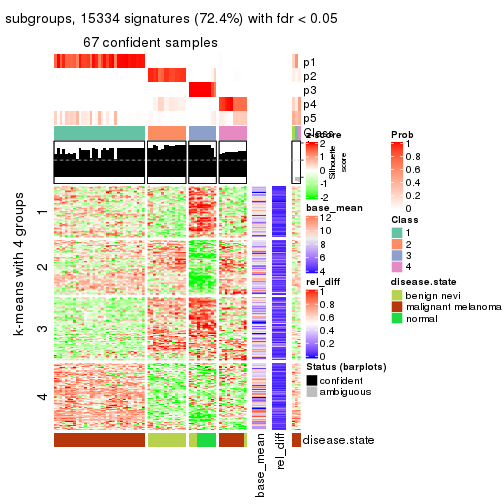 subgroups, 15334 signatures (72.4%) with fdr < 0.05
67 confident samples
p1
p2
p3
p4
p5
Class
z-score
2
1
0
-1
-2
Silhouette
score
base_mean
12
10
8
6
4
rel_diff
1
0.8
0.6
0.4
0.2
0
Status (barplots)
confident
ambiguous
Prob
1
0.8
0.6
0.4
0.2
0
Class
1
2
3
4
disease.state
benign nevi
malignant melanoma
normal
k-means with 4 groups
1
2
3
4
disease.state
base_mean
rel_diff